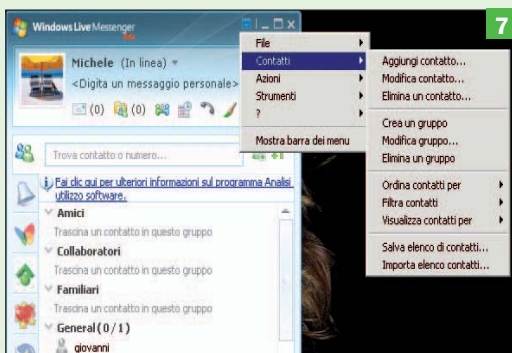 7
Windows Live Messenger
Michele (In linea)
<Digita un messaggio personale>
(0) (0)
Trova contatto o numero...
Fai clic qui per ulteriori informazioni sul programma Analisi
utilizzo software.
Amici
Trascina un contatto in questo gruppo
Collaboratori
Trascina un contatto in questo gruppo
Familiari
Trascina un contatto in questo gruppo
General ( 0 / 1 )
giovanni
File
Contatti
Azioni
Strumenti
?
Mostra barra dei menu
Aggiungi contatto...
Modifica contatto...
Elimina un contatto...
Crea un gruppo
Modifica gruppo...
Elimina un gruppo
Ordina contatti per
Filtra contatti
Visualizza contatti per
Salva elenco di contatti...
Importa elenco contatti...